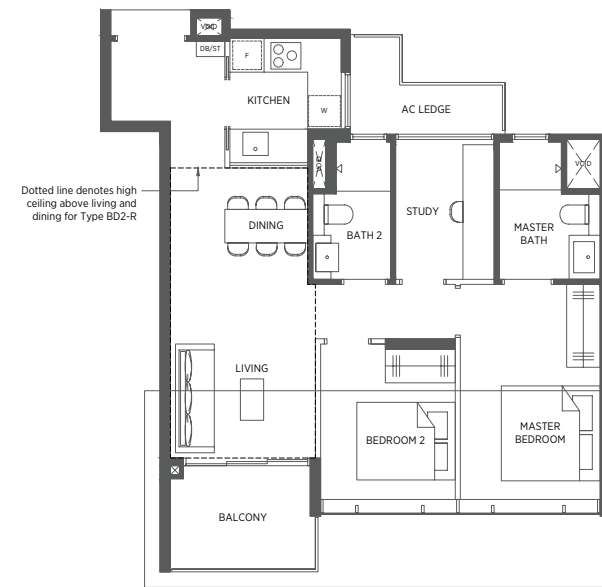 VOID
DB/ST
F
KITCHEN
W
AC LEDGE
VOID
VOID
Dotted line denotes high
ceiling above living and
dining for Type BD2-R
DINING
BATH 2
STUDY
MASTER
BATH
LIVING
BEDROOM 2
MASTER
BEDROOM
BALCONY